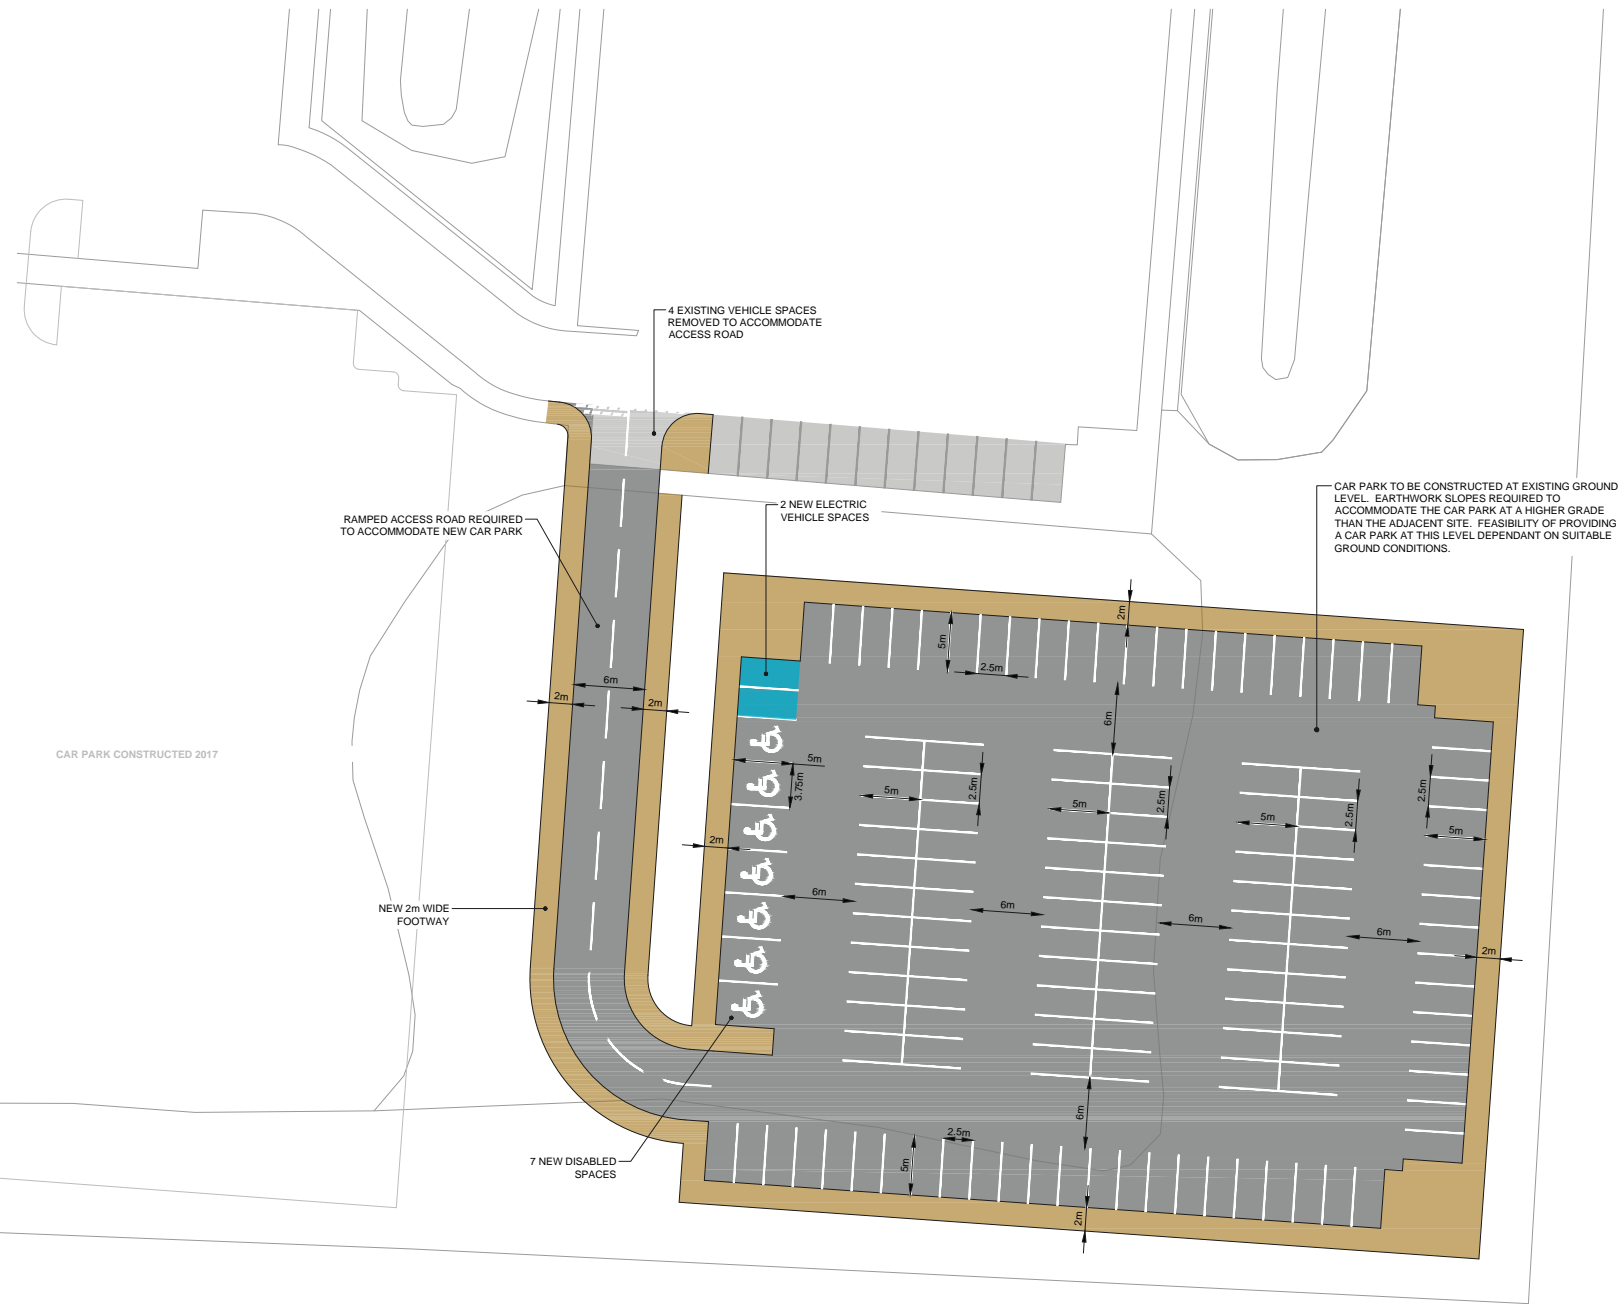 4 EXISTING VEHICLE SPACES
REMOVED TO ACCOMMODATE
ACCESS ROAD
CAR PARK TO BE CONSTRUCTED AT EXISTING GROUND
LEVEL. EARTHWORK SLOPES REQUIRED TO
ACCOMMODATE THE CAR PARK AT A HIGHER GRADE
THAN THE ADJACENT SITE. FEASIBILITY OF PROVIDING
A CAR PARK AT THIS LEVEL DEPENDANT ON SUITABLE
GROUND CONDITIONS.
2 NEW ELECTRIC
VEHICLE SPACES
RAMPED ACCESS ROAD REQUIRED
TO ACCOMMODATE NEW CAR PARK
2m
5m
2.5m
6m
2m
2m
6m
CAR PARK CONSTRUCTED 2017
5m
3.75m
5m
2.5m
5m
2.5m
5m
2.5m
2.5m
5m
2m
6m
6m
6m
6m
2m
NEW 2m WIDE
FOOTWAY
6m
2.5m
5m
7 NEW DISABLED
SPACES
2m